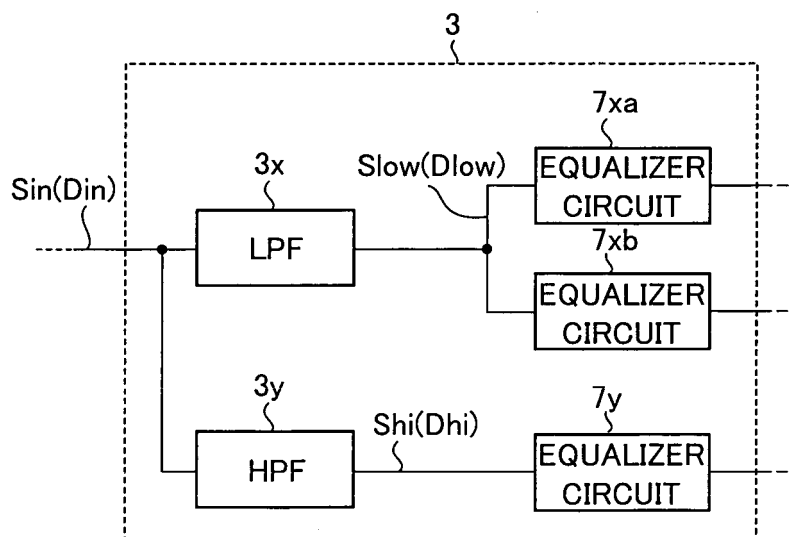 3
7xa
EQUALIZER
CIRCUIT
Slow(Dlow)
3x
Sin(Din)
LPF
7xb
EQUALIZER
CIRCUIT
3y
HPF
Shi(Dhi)
7y
EQUALIZER
CIRCUIT